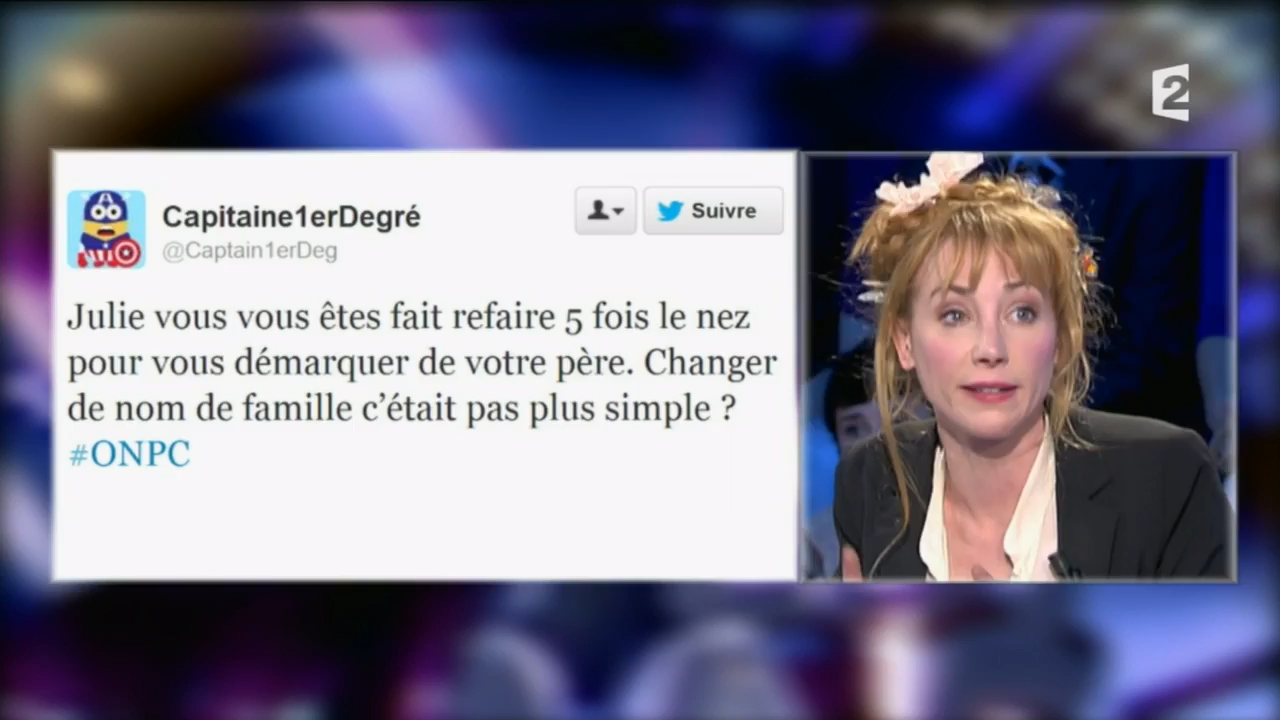 2
Capitaine1erDegré
@Captain1erDeg
Suivre
Julie vous vous êtes fait refaire 5 fois le nez
pour vous démarquer de votre père. Changer
de nom de famille c’était pas plus simple ?
#ONPC